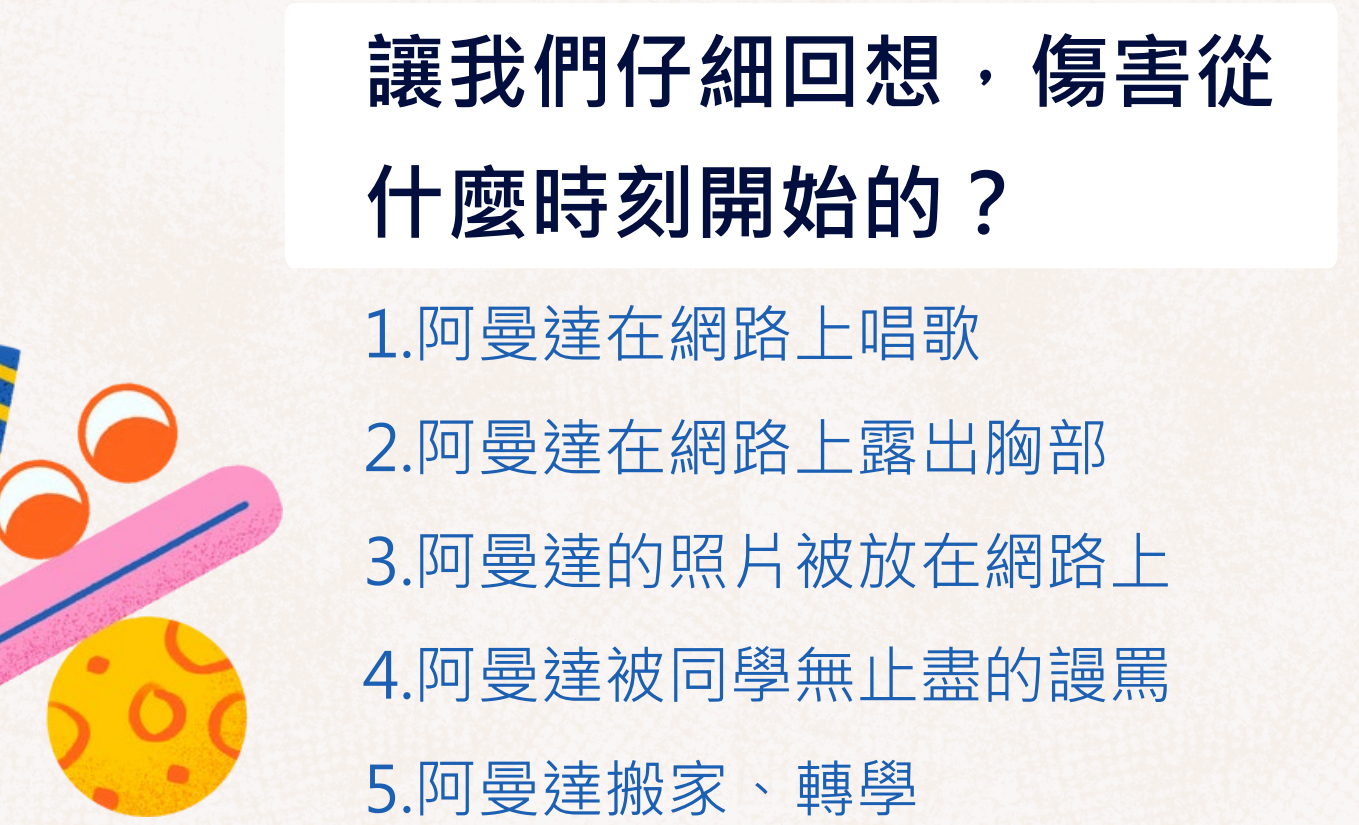 讓我們仔細回想，傷害從
什麼時刻開始的？
1.阿曼達在網路上唱歌
2.阿曼達在網路上露出胸部
3.阿曼達的照片被放在網路上
4.阿曼達被同學無止盡的謾罵
5.阿曼達搬家、轉學